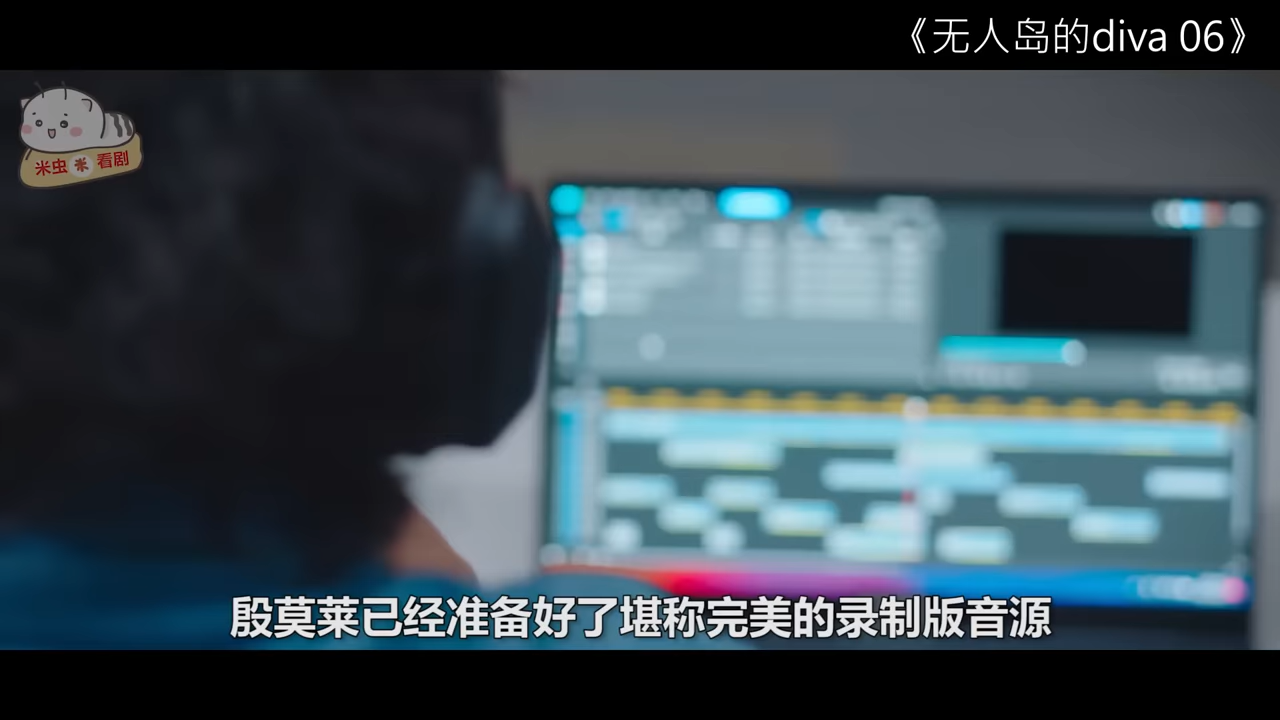 《无人岛的diva 06》
米虫 米 看剧
殷莫莱已经准备好了堪称完美的录制版音源